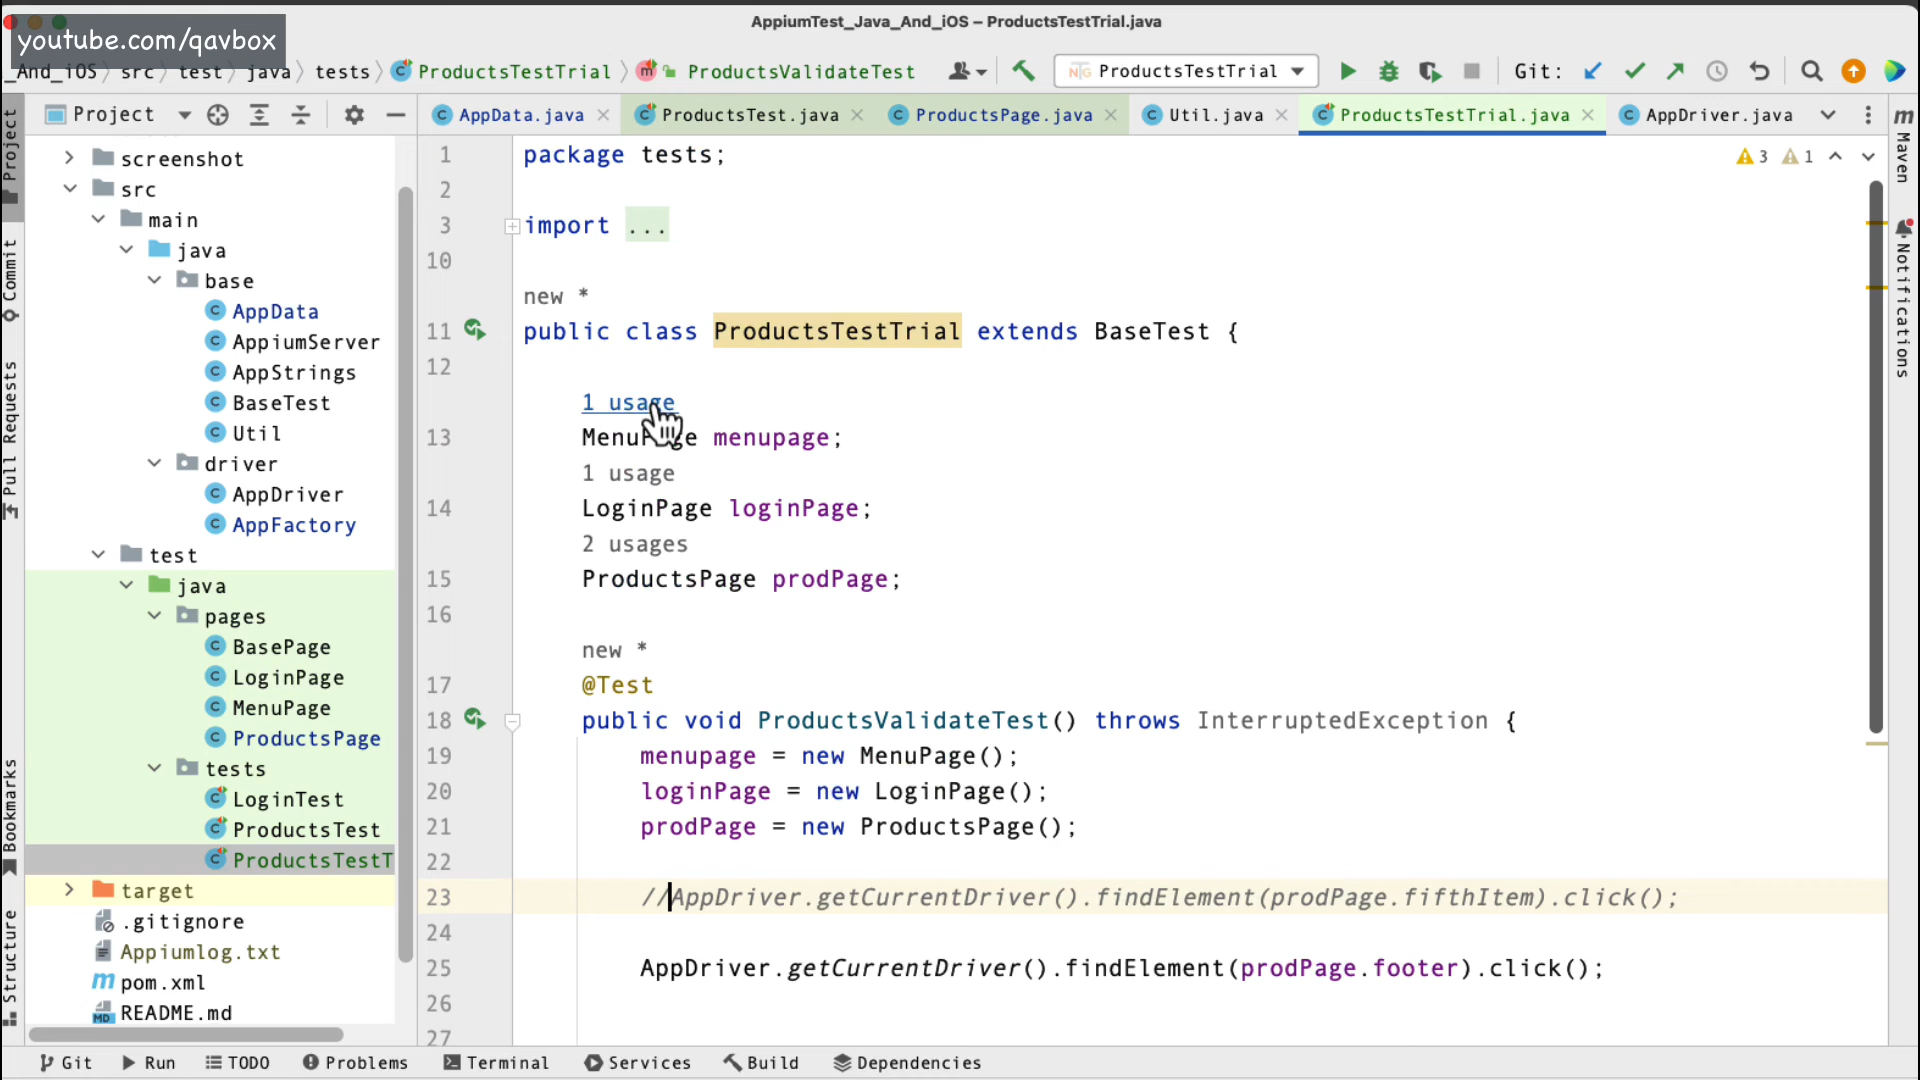 AppiumTest_Java_And_iOS – ProductsTestTrial.java
youtube.com/qavbox
_And_iOS 〉 src 〉 test 〉 java 〉 tests 〉 ProductsTestTrial 〉 ProductsValidateTest
ProductsTestTrial
Git:
Project
AppData.java
ProductsTest.java
ProductsPage.java
Util.java
ProductsTestTrial.java
AppDriver.java
Project
Commit
Pull Requests
Bookmarks
Structure
screenshot
src
main
java
base
AppData
AppiumServer
AppStrings
BaseTest
Util
driver
AppDriver
AppFactory
test
java
pages
BasePage
LoginPage
MenuPage
ProductsPage
tests
LoginTest
ProductsTest
ProductsTestT
target
.gitignore
Appiumlog.txt
pom.xml
README.md
3 1
1 package tests;
2
3 import ...
10
new *
11 public class ProductsTestTrial extends BaseTest {
12
1 usage
13 MenuPage menupage;
1 usage
14 LoginPage loginPage;
2 usages
15 ProductsPage prodPage;
16
new *
17 @Test
18 public void ProductsValidateTest() throws InterruptedException {
19 menupage = new MenuPage();
20 loginPage = new LoginPage();
21 prodPage = new ProductsPage();
22
23 //AppDriver.getCurrentDriver().findElement(prodPage.fifthItem).click();
24
25 AppDriver.getCurrentDriver().findElement(prodPage.footer).click();
26
27
Maven
Notifications
Git Run TODO Problems Terminal Services Build Dependencies